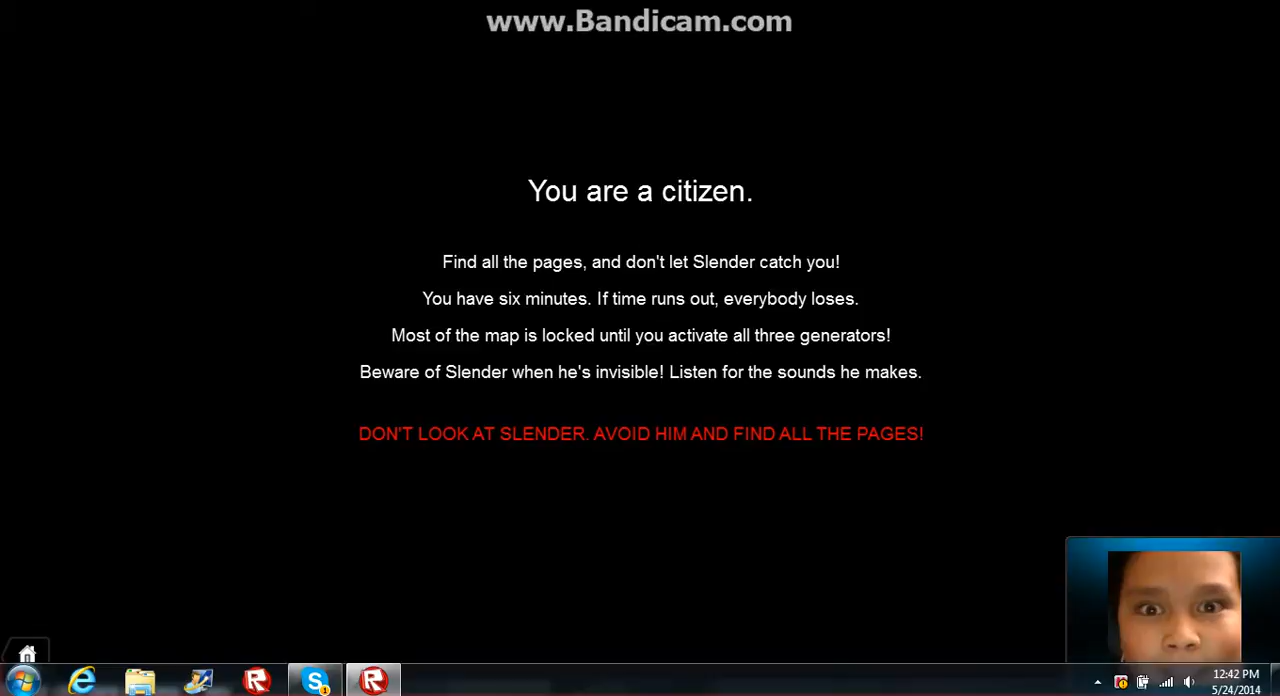 www.Bandicam.com
You are a citizen.
Find all the pages, and don't let Slender catch you!
You have six minutes. If time runs out, everybody loses.
Most of the map is locked until you activate all three generators!
Beware of Slender when he's invisible! Listen for the sounds he makes.
DON'T LOOK AT SLENDER. AVOID HIM AND FIND ALL THE PAGES!
12:42 PM
5/24/2014